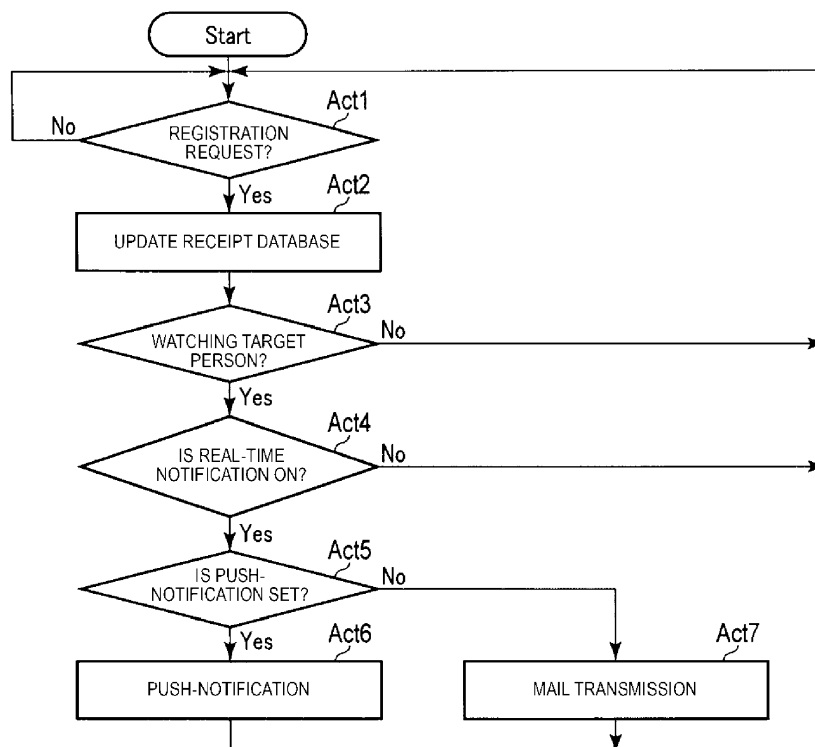 Start
Act1
No
REGISTRATION
REQUEST?
Yes
Act2
UPDATE RECEIPT DATABASE
Act3
No
WATCHING TARGET
PERSON?
Yes
Act4
No
IS REAL-TIME
NOTIFICATION ON?
Yes
Act5
No
IS PUSH-
NOTIFICATION SET?
Yes
Act6
PUSH-NOTIFICATION
Act7
MAIL TRANSMISSION